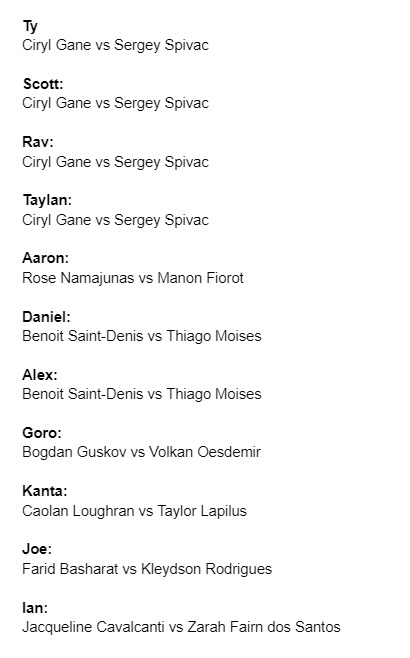 Ty
Ciryl Gane vs Sergey Spivac
Scott:
Ciryl Gane vs Sergey Spivac
Rav:
Ciryl Gane vs Sergey Spivac
Taylan:
Ciryl Gane vs Sergey Spivac
Aaron:
Rose Namajunas vs Manon Fiorot
Daniel:
Benoit Saint-Denis vs Thiago Moises
Alex:
Benoit Saint-Denis vs Thiago Moises
Goro:
Bogdan Guskov vs Volkan Oesdemir
Kanta:
Caolan Loughran vs Taylor Lapilus
Joe:
Farid Basharat vs Kleydson Rodrigues
Ian:
Jacqueline Cavalcanti vs Zarah Fairn dos Santos